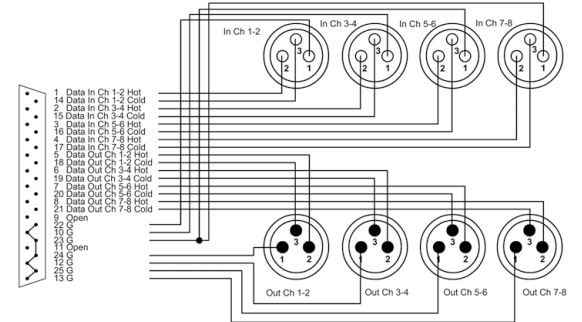 In Ch 1-2
In Ch 3-4
In Ch 5-6
In Ch 7-8
3
2
1
3
2
1
3
2
1
3
2
1
1 Data In Ch 1-2 Hot
14 Data In Ch 1-2 Cold
2 Data In Ch 3-4 Hot
15 Data In Ch 3-4 Cold
3 Data In Ch 5-6 Hot
16 Data In Ch 5-6 Cold
4 Data In Ch 7-8 Hot
17 Data In Ch 7-8 Cold
5 Data Out Ch 1-2 Hot
18 Data Out Ch 1-2 Cold
6 Data Out Ch 3-4 Hot
19 Data Out Ch 3-4 Cold
7 Data Out Ch 5-6 Hot
20 Data Out Ch 5-6 Cold
8 Data Out Ch 7-8 Hot
21 Data Out Ch 7-8 Cold
9 Open
22 G
10 G
23 G
11 Open
24 G
12 G
25 G
13 G
3
1
2
3
1
2
3
1
2
3
1
2
Out Ch 1-2
Out Ch 3-4
Out Ch 5-6
Out Ch 7-8